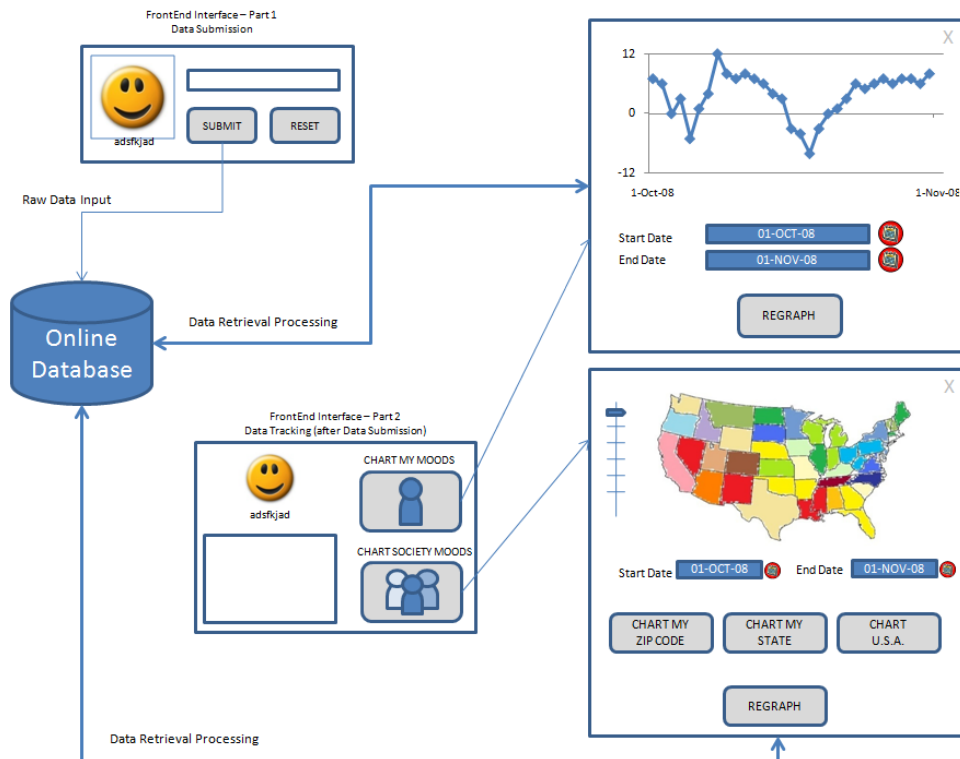 FrontEnd Interface – Part 1
Data Submission
adsfkjad
SUBMIT
RESET
Raw Data Input
Online
Database
Data Retrieval Processing
X
12
0
-12
1-Oct-08
1-Nov-08
Start Date
01-OCT-08
End Date
01-NOV-08
REGRAPH
FrontEnd Interface – Part 2
Data Tracking (after Data Submission)
adsfkjad
CHART MY MOODS
CHART SOCIETY MOODS
X
Start Date
01-OCT-08
End Date
01-NOV-08
CHART MY
ZIP CODE
CHART MY
STATE
CHART
U.S.A.
REGRAPH
Data Retrieval Processing